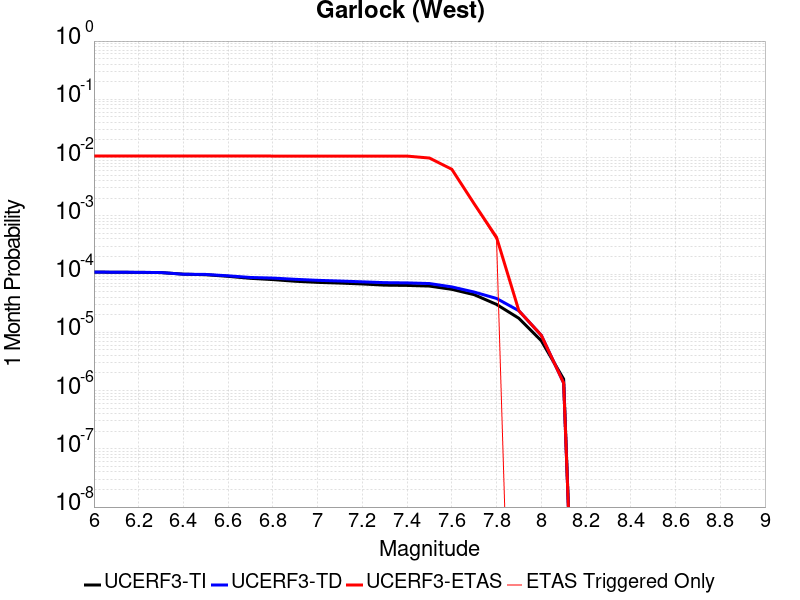 Garlock (West)
10^0
10^-1
10^-2
10^-3
10^-4
10^-5
10^-6
10^-7
10^-8
1 Month Probability
6 6.2 6.4 6.6 6.8 7 7.2 7.4 7.6 7.8 8 8.2 8.4 8.6 8.8 9
Magnitude
UCERF3-TI UCERF3-TD UCERF3-ETAS ETAS Triggered Only